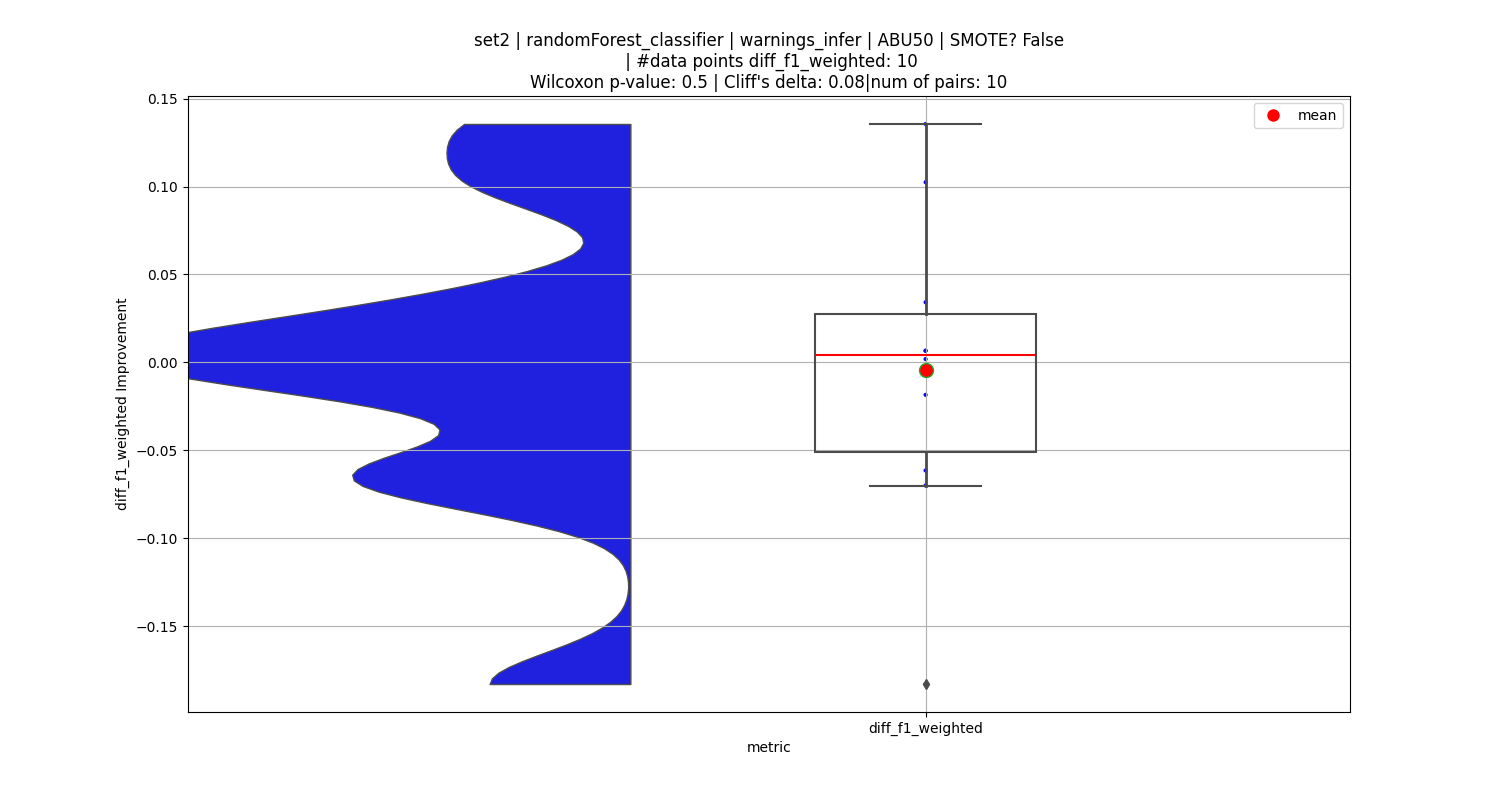 set2 | randomForest_classifier | warnings_infer | ABU50 | SMOTE? False
| #data points diff_f1_weighted: 10
Wilcoxon p-value: 0.5 | Cliff's delta: 0.08|num of pairs: 10
mean
0.15
0.10
0.05
0.00
−0.05
−0.10
−0.15
diff_f1_weighted Improvement
diff_f1_weighted
metric